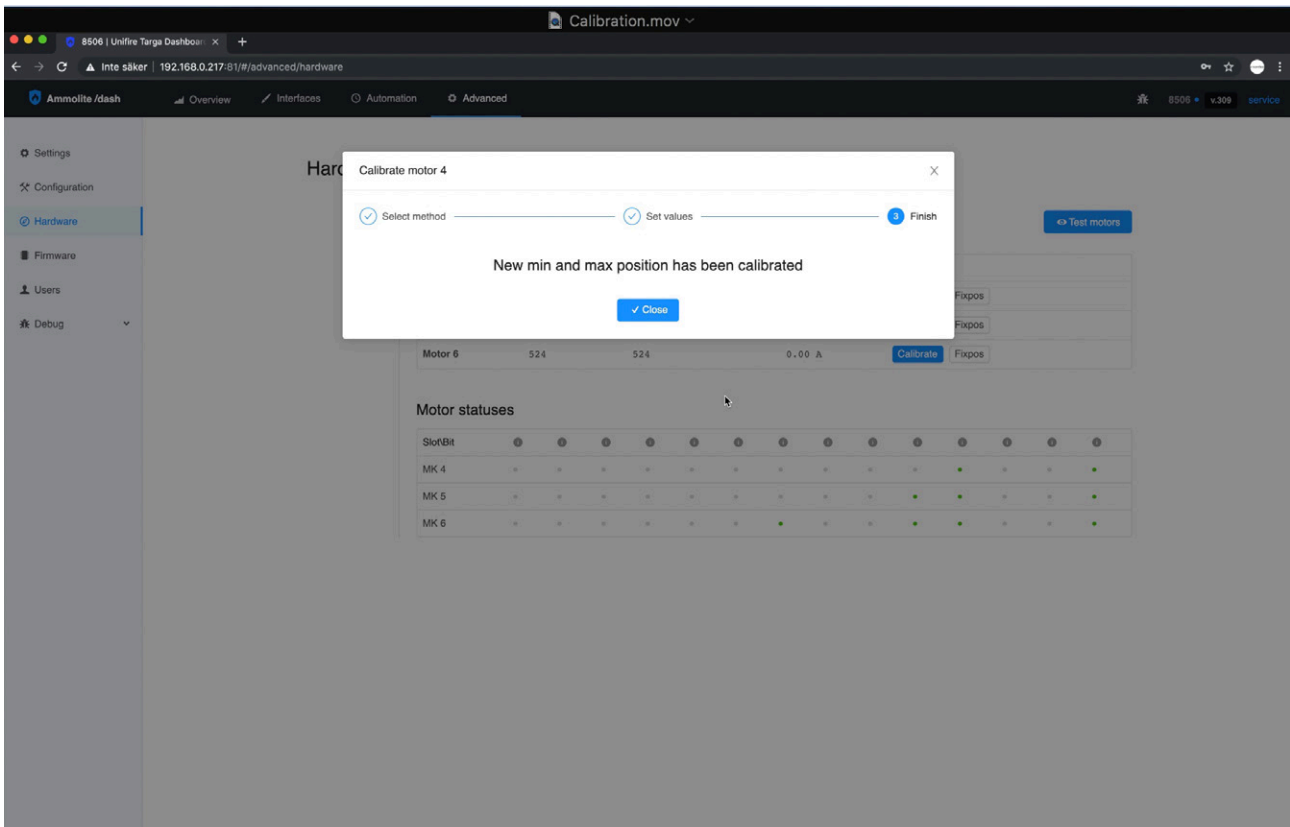 Calibration.mov
8506 | Unifire Targa Dashboar
Inte säker | 192.168.0.217:81/#/advanced/hardware
Ammolite /dash Overview Interfaces Automation Advanced 8506 v.309 service
Settings
Configuration
Hardware
Firmware
Users
Debug
Hard
Calibrate motor 4
Select method Set values 3 Finish
New min and max position has been calibrated
Close
Test motors
Fixpos
Fixpos
Motor 6 524 524 0.00 A Calibrate Fixpos
Motor statuses
Slot\Bit
MK 4
MK 5
MK 6